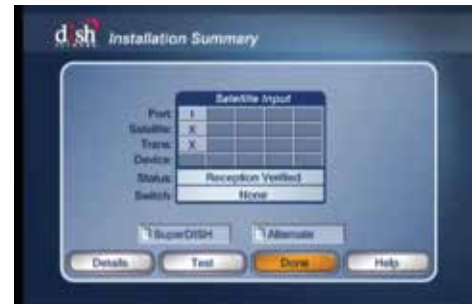 dish Installation Summary
NETWORK
Satellite Input
Port: 1
Satellite: X
Trans: X
Device:
Status: Reception Verified
Switch: None
SuperDISH Alternate
Details Test Done Help